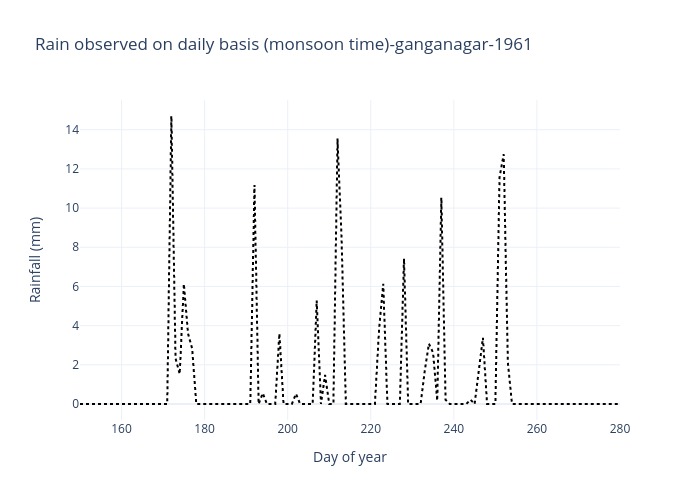 Rain observed on daily basis (monsoon time)-ganganagar-1961
14
12
10
8
6
4
2
0
Rainfall (mm)
160 180 200 220 240 260 280
Day of year